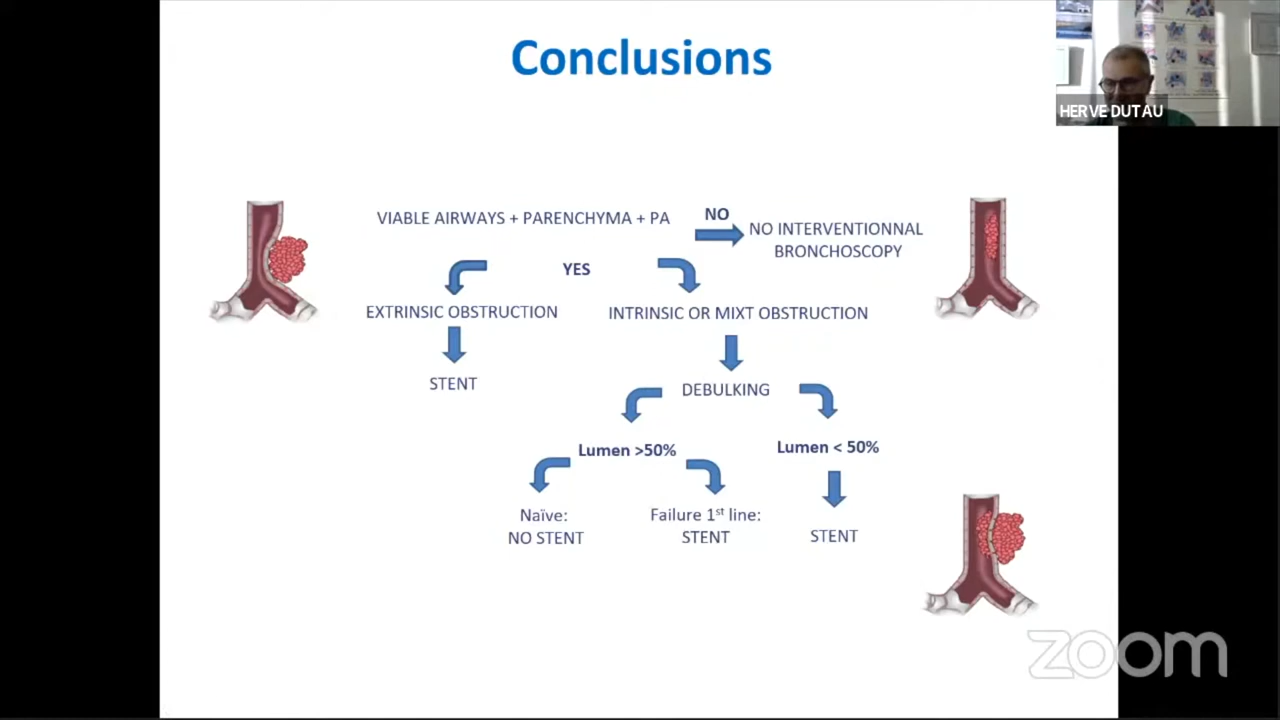 Conclusions
HERVE DUTAU
VIABLE AIRWAYS + PARENCHYMA + PA
NO
NO INTERVENTIONNAL
BRONCHOSCOPY
YES
EXTRINSIC OBSTRUCTION
INTRINSIC OR MIXT OBSTRUCTION
STENT
DEBULKING
Lumen >50%
Lumen < 50%
Naïve:
NO STENT
Failure 1st line:
STENT
STENT
zoom